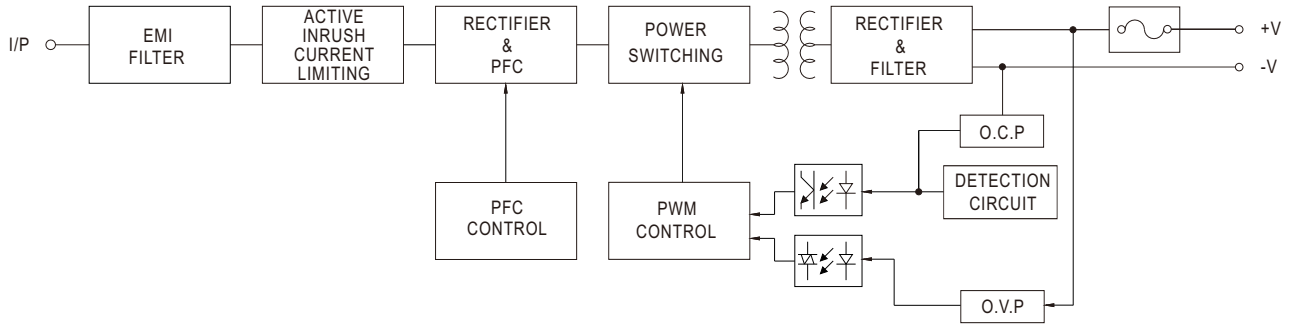 I/P
EMI
FILTER
ACTIVE
INRUSH
CURRENT
LIMITING
RECTIFIER
&
PFC
POWER
SWITCHING
RECTIFIER
&
FILTER
+V
-V
O.C.P
DETECTION
CIRCUIT
PFC
CONTROL
PWM
CONTROL
O.V.P